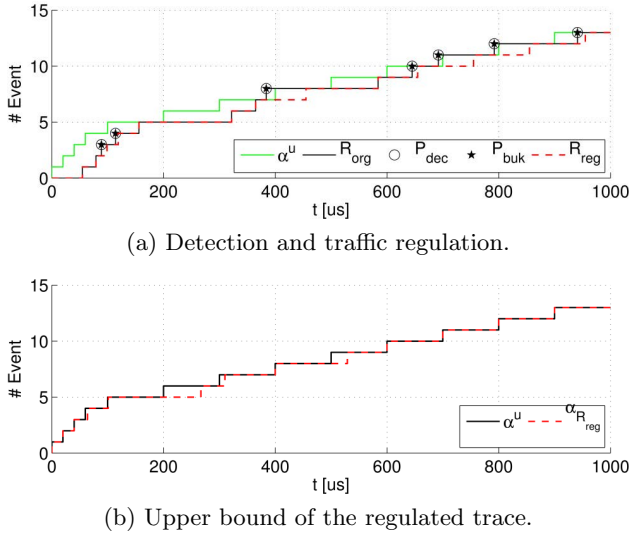 15
10
5
0
# Event
α^u R_org P_dec P_buk R_reg
0 200 400 600 800 1000
t [us]
(a) Detection and traffic regulation.
15
10
5
0
# Event
α^u α_R_reg
0 200 400 600 800 1000
t [us]
(b) Upper bound of the regulated trace.